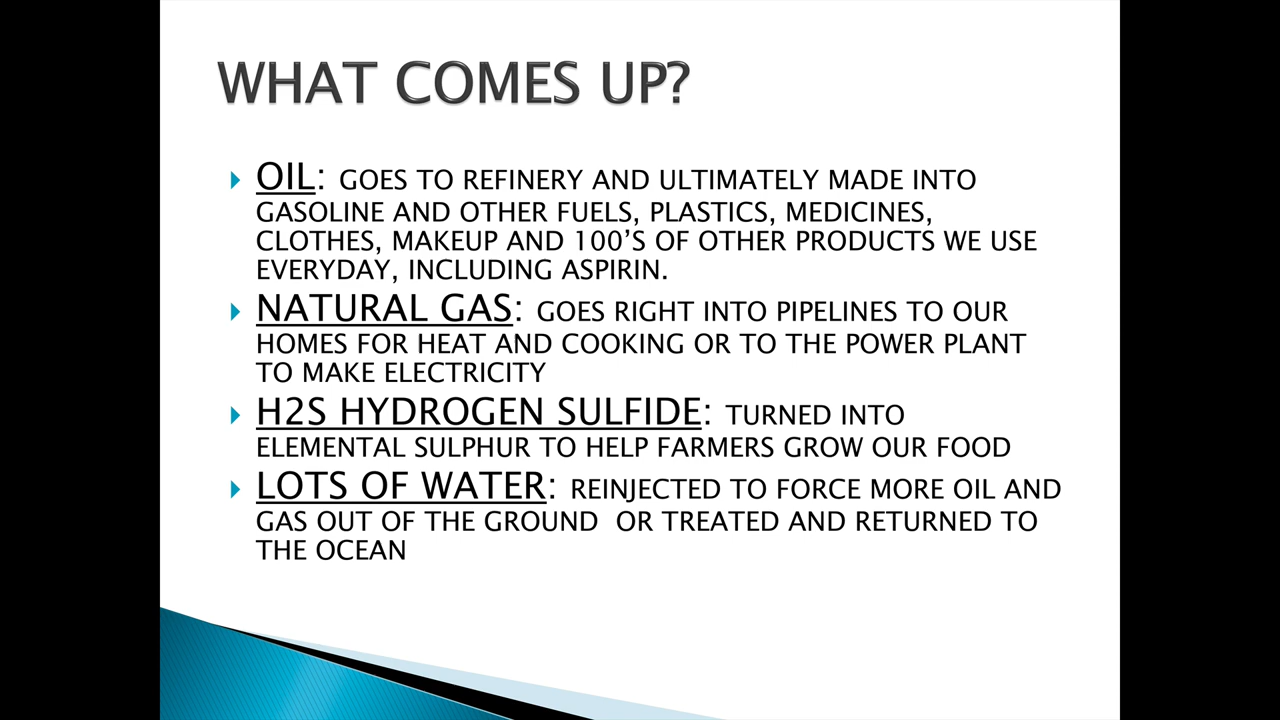 WHAT COMES UP?
OIL: GOES TO REFINERY AND ULTIMATELY MADE INTO
GASOLINE AND OTHER FUELS, PLASTICS, MEDICINES,
CLOTHES, MAKEUP AND 100’S OF OTHER PRODUCTS WE USE
EVERYDAY, INCLUDING ASPIRIN.
NATURAL GAS: GOES RIGHT INTO PIPELINES TO OUR
HOMES FOR HEAT AND COOKING OR TO THE POWER PLANT
TO MAKE ELECTRICITY
H2S HYDROGEN SULFIDE: TURNED INTO
ELEMENTAL SULPHUR TO HELP FARMERS GROW OUR FOOD
LOTS OF WATER: REINJECTED TO FORCE MORE OIL AND
GAS OUT OF THE GROUND  OR TREATED AND RETURNED TO
THE OCEAN